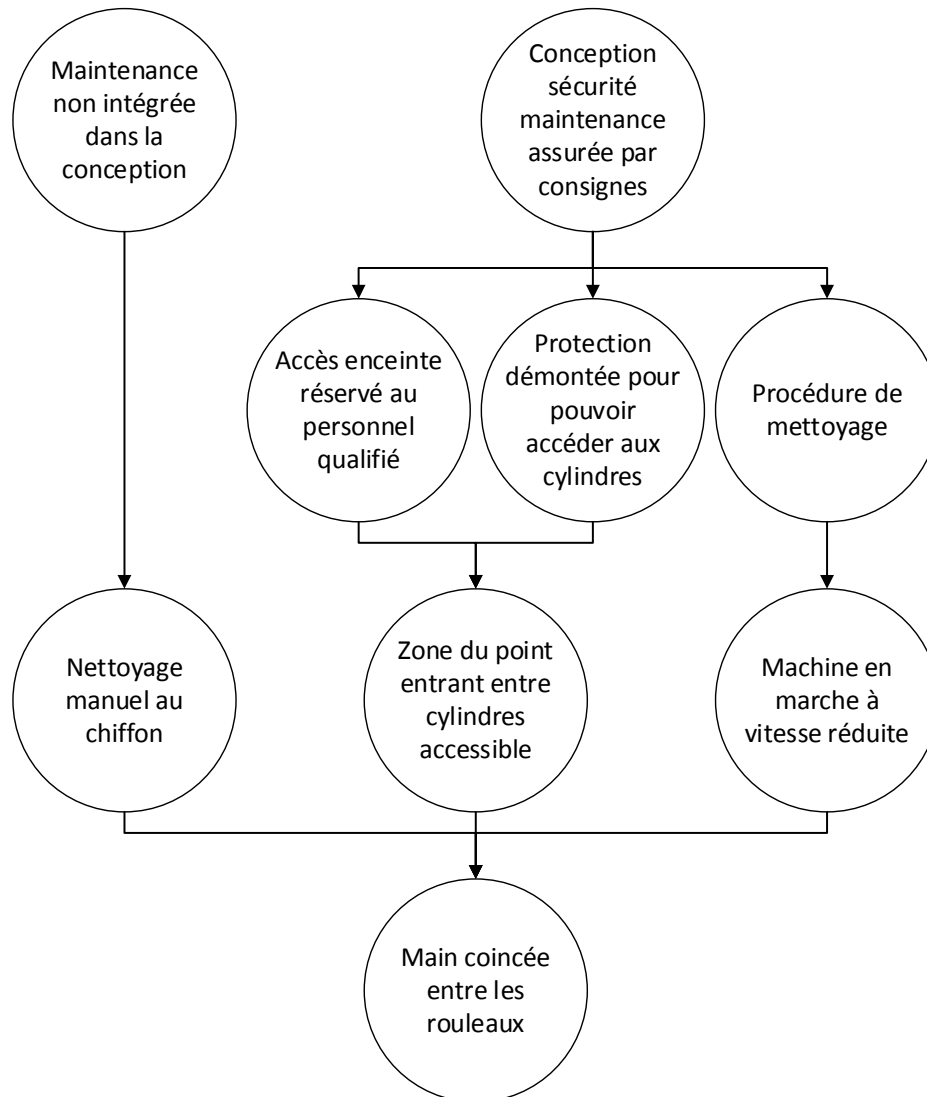 Maintenance
non intégrée
dans la
conception
Conception
sécurité
maintenance
assurée par
consignes
Accès enceinte
réservé au
personnel
qualifié
Protection
démontée pour
pouvoir
accéder aux
cylindres
Procédure de
mettoyage
Nettoyage
manuel au
chiffon
Zone du point
entrant entre
cylindres
accessible
Machine en
marche à
vitesse réduite
Main coincée
entre les
rouleaux